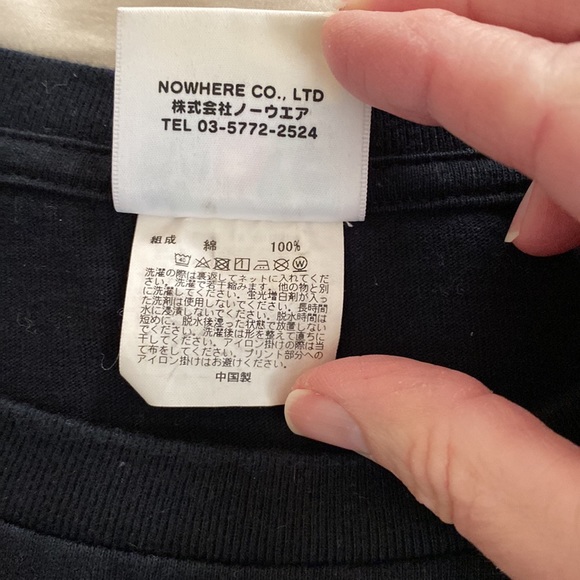 NOWHERE CO., LTD
株式会社ノーウエア
TEL 03-5772-2524
組成 綿 100%
洗濯の際は裏返してネットに入れてくだ
さい。洗濯で若干縮みます。他の物と別
に洗濯してください。蛍光増白剤が入っ
た洗剤は使用しないでください。長時間
水に浸漬しないでください。脱水時間は
短めに。脱水後湿った状態で放置しない
でください。洗濯後は形を整えて直ちに
干してください。アイロン掛けの際は当
て布をしてください。プリント部分への
アイロン掛けはお避けください。
中国製